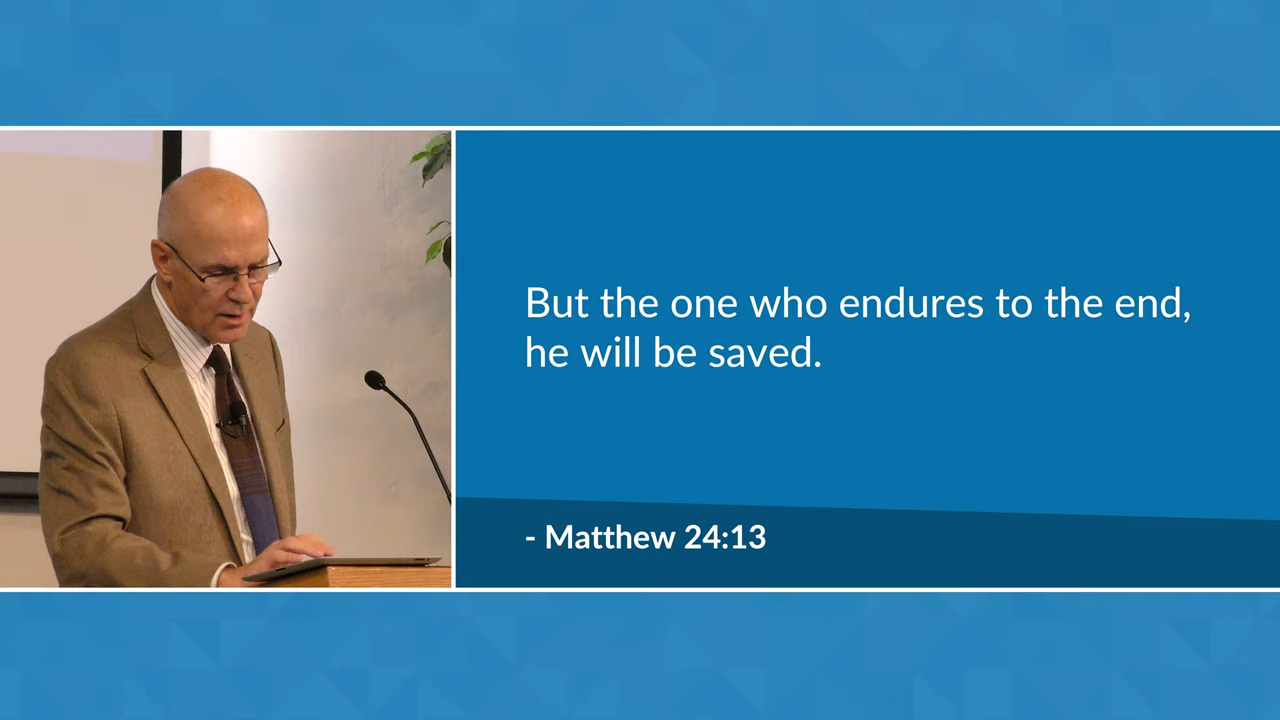 But the one who endures to the end,
he will be saved.
- Matthew 24:13